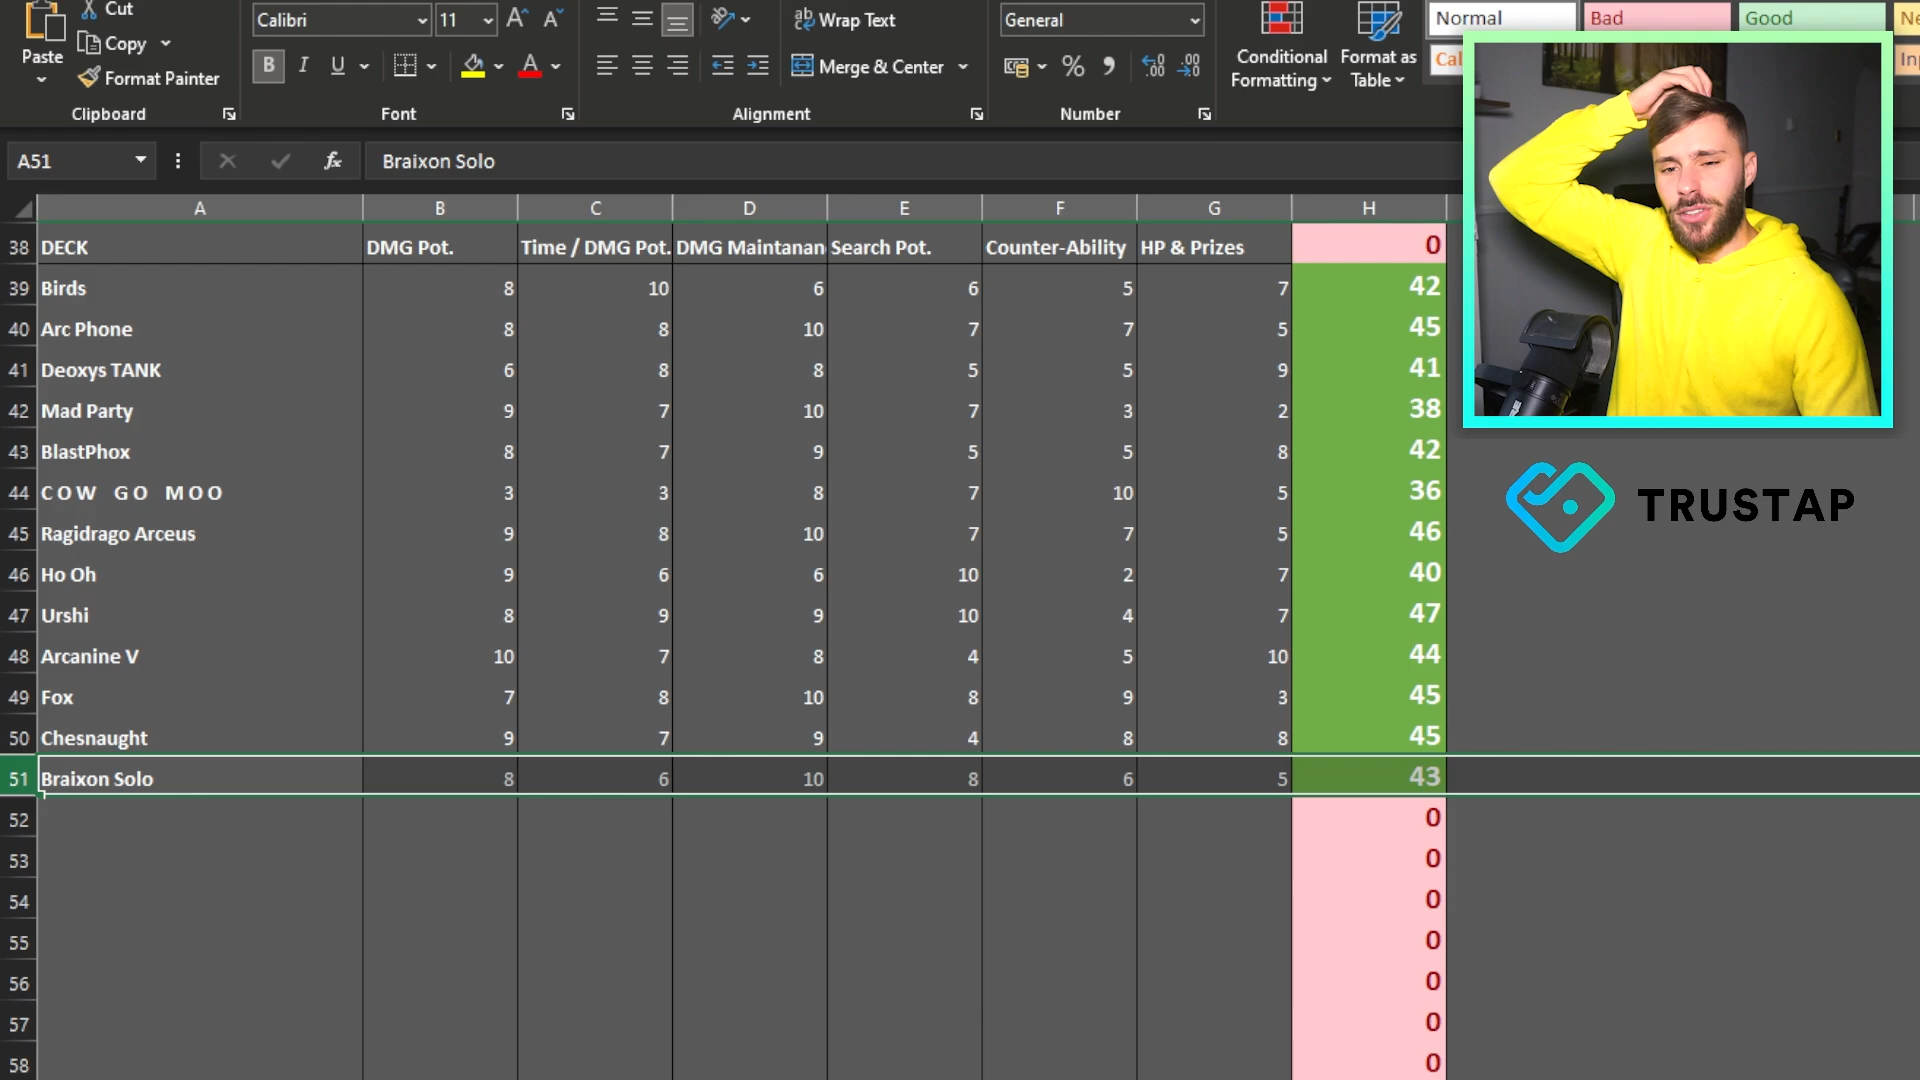 Cut
Calibri 11 Wrap Text General Normal Bad Good Ne
Paste Copy B I U Merge & Center % Conditional Formatting Format as Table Cal Inp
Format Painter
Clipboard Font Alignment Number
A51 fx Braixon Solo
A B C D E F G H
38 DECK DMG Pot. Time / DMG Pot. DMG Maintanan Search Pot. Counter-Ability HP & Prizes 0
39 Birds 8 10 6 6 5 7 42
40 Arc Phone 8 8 10 7 7 5 45
41 Deoxys TANK 6 8 8 5 5 9 41
42 Mad Party 9 7 10 7 3 2 38
43 BlastPhox 8 7 9 5 5 8 42
44 C O W G O M O O 3 3 8 7 10 5 36
45 Ragidrago Arceus 9 8 10 7 7 5 46
46 Ho Oh 9 6 6 10 2 7 40
47 Urshi 8 9 9 10 4 7 47
48 Arcanine V 10 7 8 4 5 10 44
49 Fox 7 8 10 8 9 3 45
50 Chesnaught 9 7 9 4 8 8 45
51 Braixon Solo 8 6 10 8 6 5 43
52 0
53 0
54 0
55 0
56 0
57 0
58 0
TRUSTAP